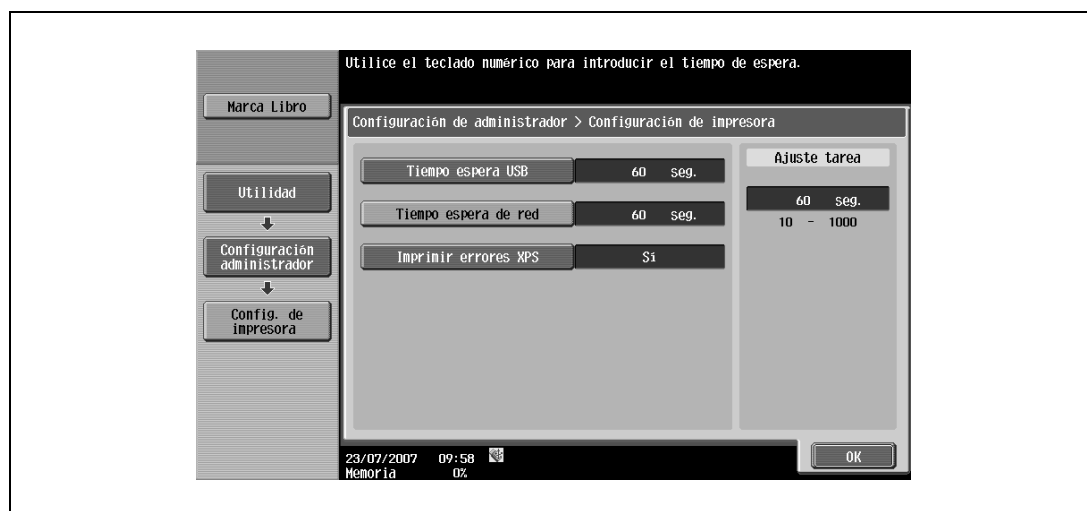 Utilice el teclado numérico para introducir el tiempo de espera.
Marca Libro
Configuración de administrador > Configuración de impresora
Utilidad
Configuración
administrador
Config. de
impresora
Tiempo espera USB 60 seg.
Tiempo espera de red 60 seg.
Imprimir errores XPS Sí
Ajuste tarea
60 seg.
10 - 1000
23/07/2007 09:58
Memoria 0%
OK